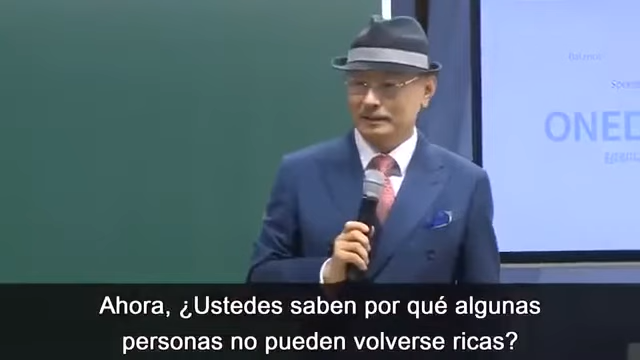 ONED
Ahora, ¿Ustedes saben por qué algunas
personas no pueden volverse ricas?